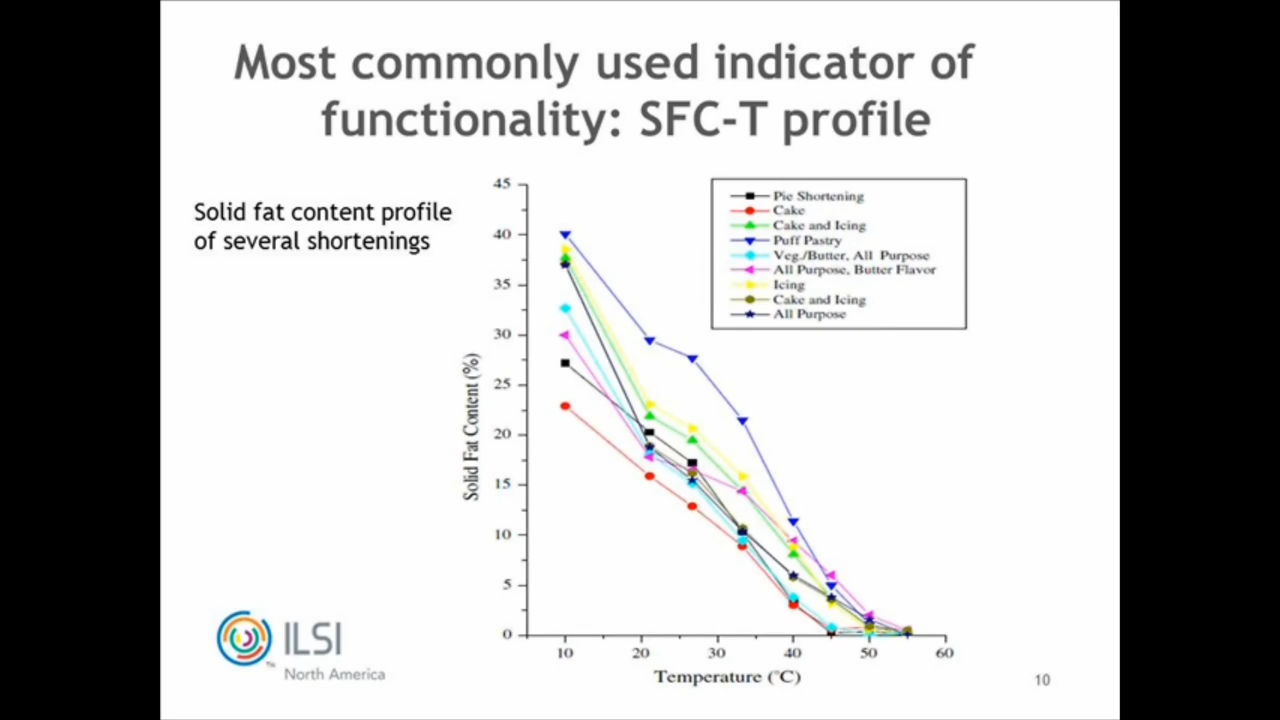 Most commonly used indicator of
functionality: SFC-T profile
Solid fat content profile
of several shortenings
45
40
35
30
25
20
15
10
5
0
Solid Fat Content (%)
Pie Shortening
Cake
Cake and Icing
Puff Pastry
Veg./Butter, All Purpose
All Purpose, Butter Flavor
Icing
Cake and Icing
All Purpose
10 20 30 40 50 60
Temperature (°C)
ILSI
TM
North America
10